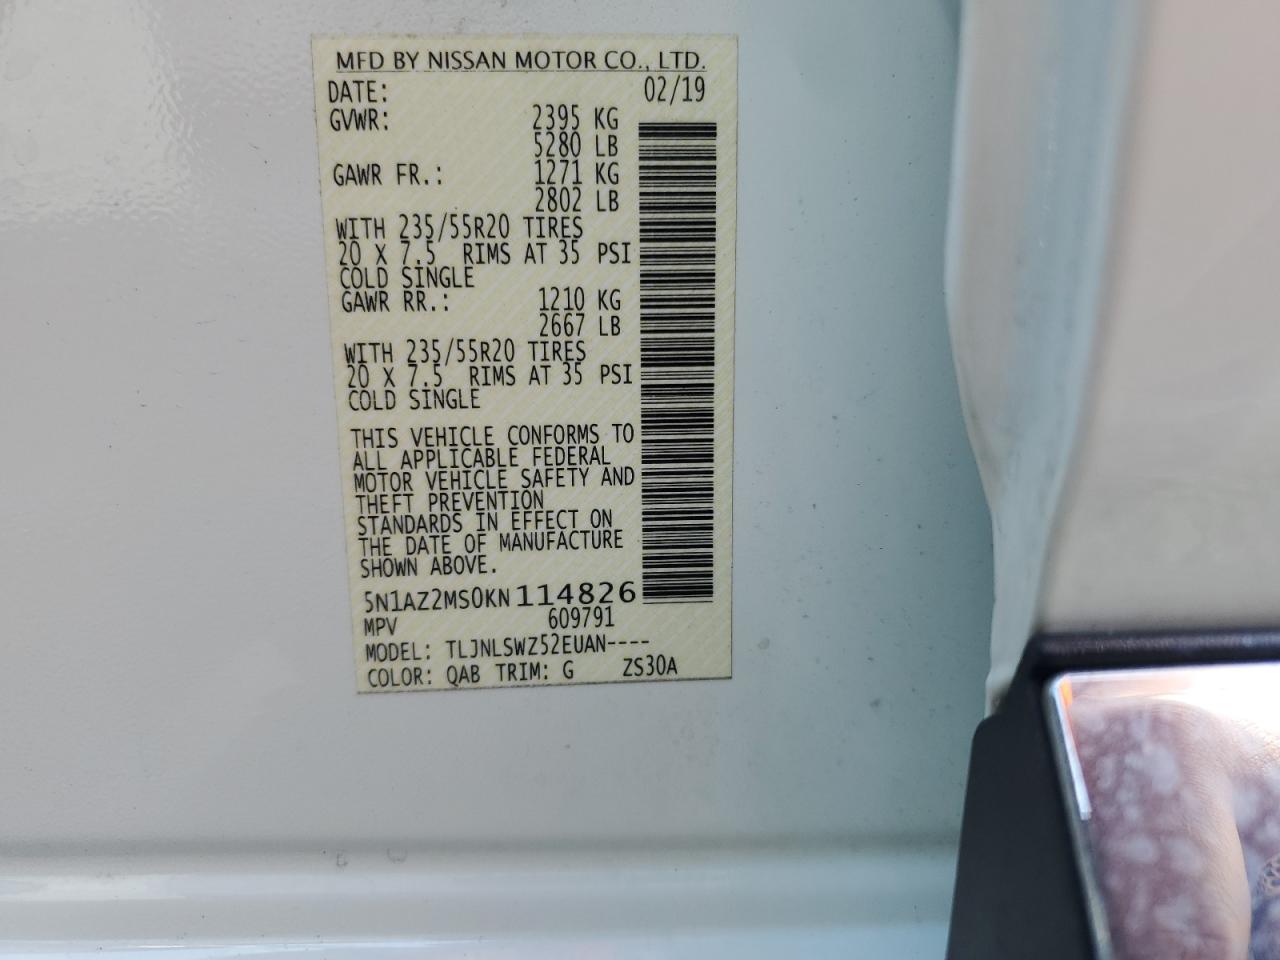 MFD BY NISSAN MOTOR CO., LTD.
DATE: 02/19
GVWR: 2395 KG
5280 LB
GAWR FR.: 1271 KG
2802 LB
WITH 235/55R20 TIRES
20 X 7.5 RIMS AT 35 PSI
COLD SINGLE
GAWR RR.: 1210 KG
2667 LB
WITH 235/55R20 TIRES
20 X 7.5 RIMS AT 35 PSI
COLD SINGLE
THIS VEHICLE CONFORMS TO
ALL APPLICABLE FEDERAL
MOTOR VEHICLE SAFETY AND
THEFT PREVENTION
STANDARDS IN EFFECT ON
THE DATE OF MANUFACTURE
SHOWN ABOVE.
5N1AZ2MS0KN114826
MPV 609791
MODEL: TLJNLSWZ52EUAN----
COLOR: QAB TRIM: G ZS30A